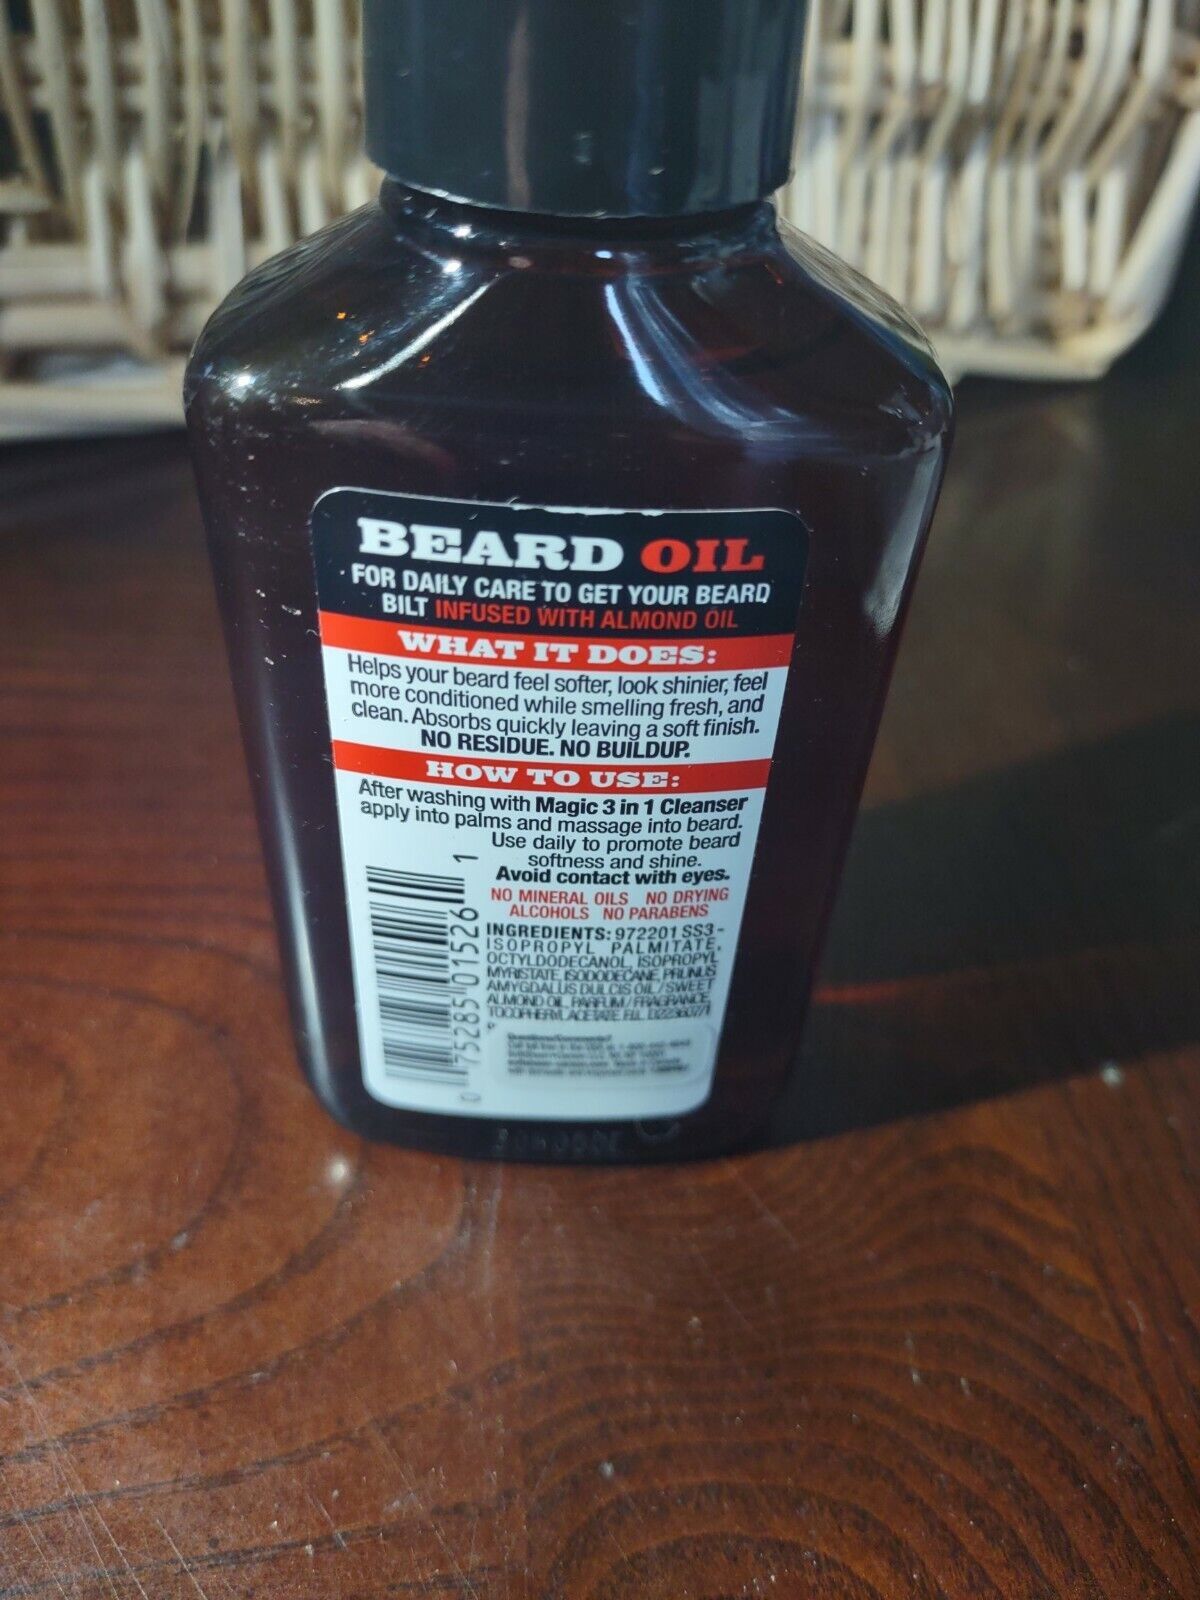 BEARD OIL
FOR DAILY CARE TO GET YOUR BEARD
BILT INFUSED WITH ALMOND OIL
WHAT IT DOES:
Helps your beard feel softer, look shinier, feel
more conditioned while smelling fresh, and
clean. Absorbs quickly leaving a soft finish.
NO RESIDUE. NO BUILDUP.
HOW TO USE:
After washing with Magic 3 in 1 Cleanser
apply into palms and massage into beard.
Use daily to promote beard
softness and shine.
Avoid contact with eyes.
NO MINERAL OILS NO DRYING
ALCOHOLS NO PARABENS
INGREDIENTS: 972201 SS3 -
ISOPROPYL PALMITATE,
OCTYLDODECANOL, ISOPROPYL
MYRISTATE, ISODODECANE, PRUNUS
AMYGDALUS DULCIS OIL / SWEET
ALMOND OIL, PARFUM / FRAGRANCE,
TOCOPHERYL ACETATE. F.I.L.
Questions/Comments?
0 75285 01526 1